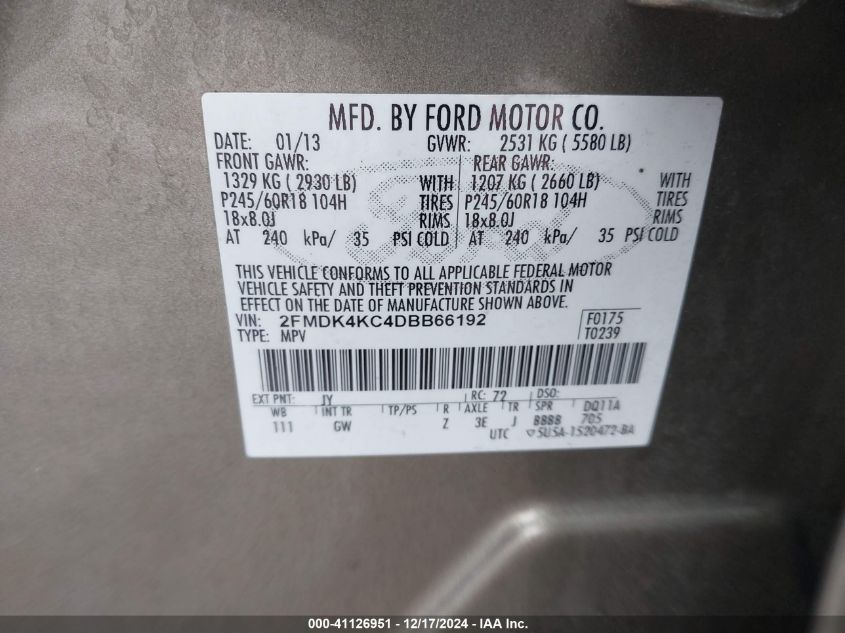 MFD. BY FORD MOTOR CO.
DATE: 01/13 GVWR: 2531 KG ( 5580 LB)
FRONT GAWR: REAR GAWR:
1329 KG ( 2930 LB) WITH 1207 KG ( 2660 LB) WITH
P245/60R18 104H TIRES P245/60R18 104H TIRES
18x8.0J RIMS 18x8.0J RIMS
AT 240 kPa/ 35 PSI COLD AT 240 kPa/ 35 PSI COLD
THIS VEHICLE CONFORMS TO ALL APPLICABLE FEDERAL MOTOR
VEHICLE SAFETY AND THEFT PREVENTION STANDARDS IN
EFFECT ON THE DATE OF MANUFACTURE SHOWN ABOVE.
VIN: 2FMDK4KC4DBB66192 F0175
TYPE: MPV T0239
EXT PNT: JY RC: 72 DSO:
WB INT TR TP/PS R AXLE TR SPR DQ11A
111 GW Z 3E J 8888 705
UTC ▽5U5A-1520472-BA
000-41126951 - 12/17/2024 - IAA Inc.